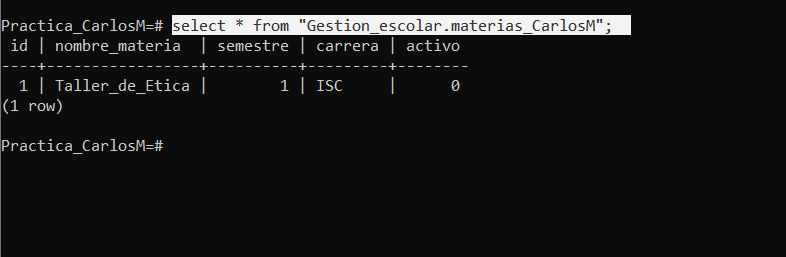 Practica_CarlosM=# select * from "Gestion_escolar.materias_CarlosM";
 id | nombre_materia  | semestre | carrera | activo
----+-----------------+----------+---------+--------
  1 | Taller_de_Etica |        1 | ISC     |      0
(1 row)
Practica_CarlosM=#